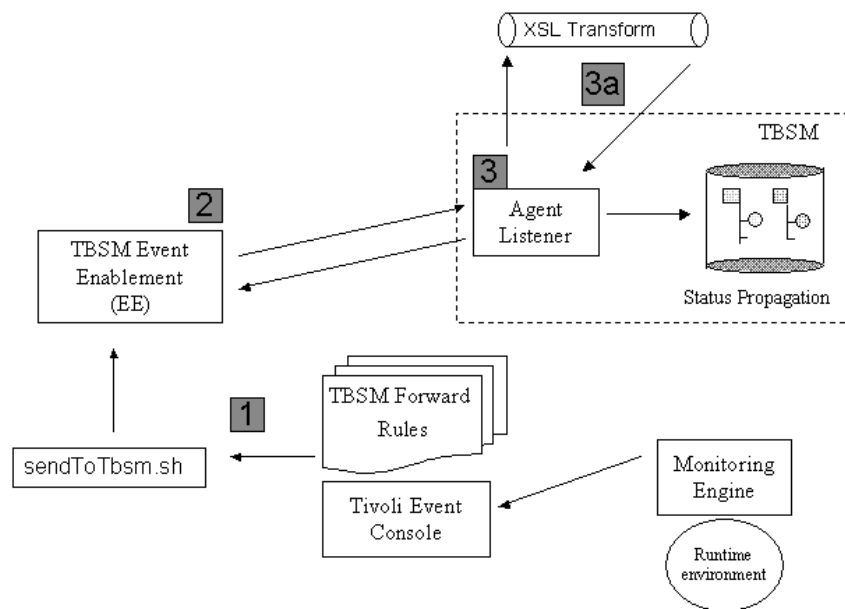 XSL Transform
3a
TBSM
3
Agent
Listener
Status Propagation
2
TBSM Event
Enablement
(EE)
1
TBSM Forward
Rules
sendToTbsm.sh
Tivoli Event
Console
Monitoring
Engine
Runtime
environment